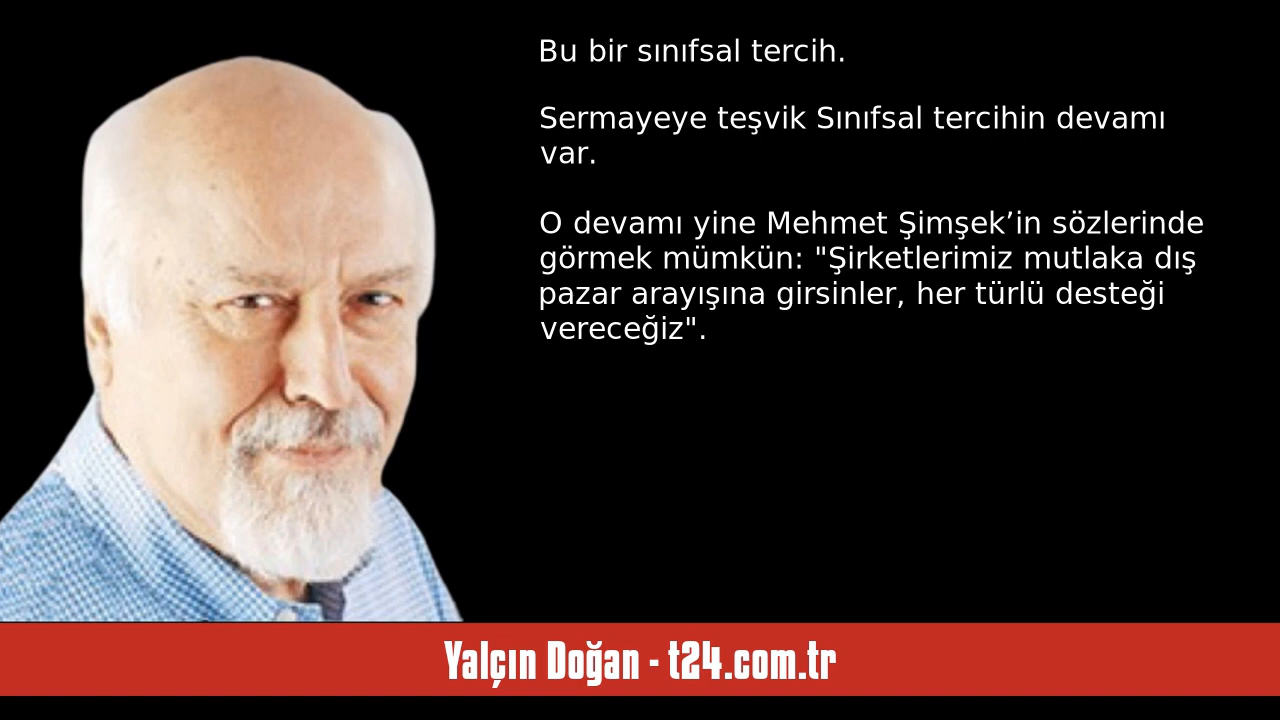 Bu bir sınıfsal tercih.
Sermayeye teşvik Sınıfsal tercihin devamı
var.
O devamı yine Mehmet Şimşek’in sözlerinde
görmek mümkün: "Şirketlerimiz mutlaka dış
pazar arayışına girsinler, her türlü desteği
vereceğiz".
Yalçın Doğan - t24.com.tr